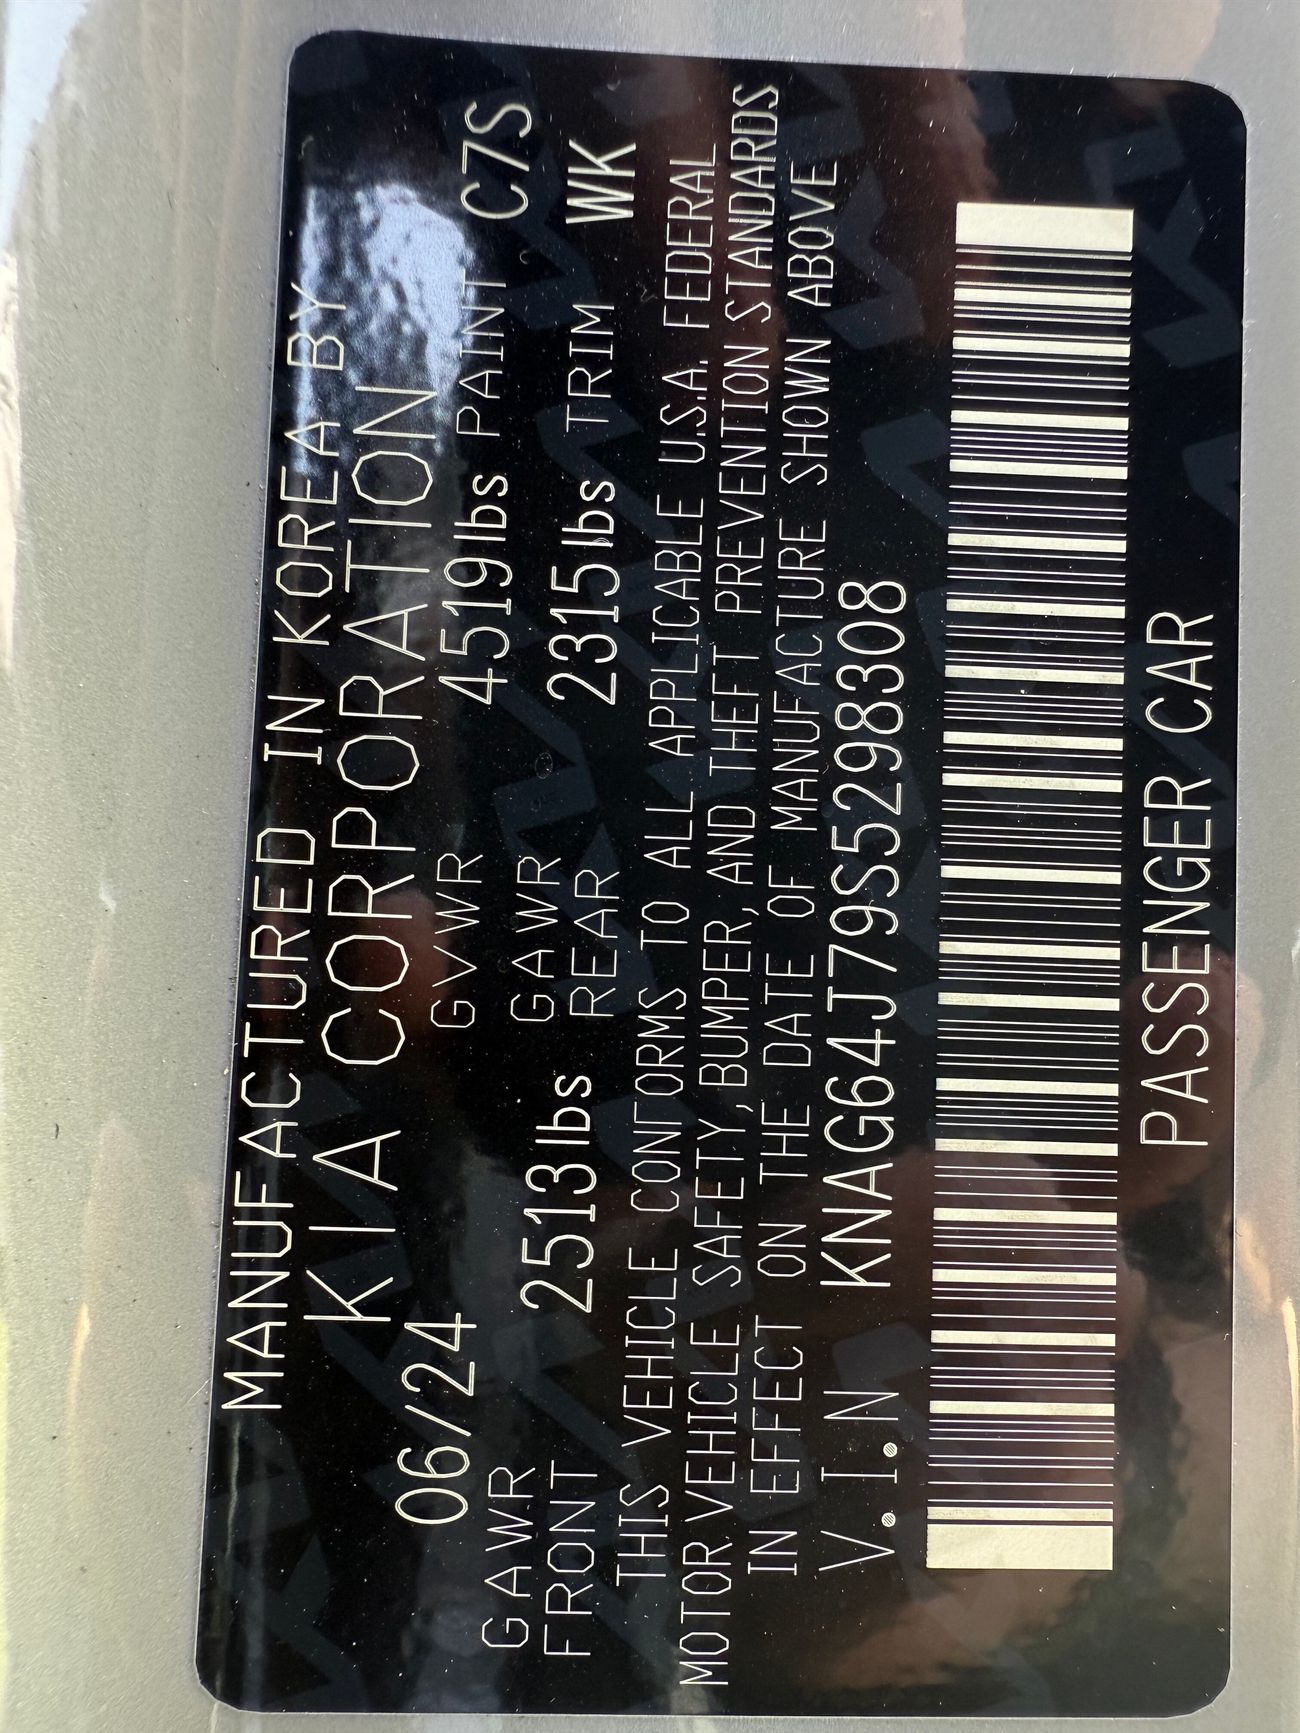 MANUFACTURED IN KOREA BY
KIA CORPORATION
06/24 GVWR 4519lbs PAINT C7S
GAWR FRONT 2513lbs GAWR REAR 2315lbs TRIM WK
THIS VEHICLE CONFORMS TO ALL APPLICABLE U.S.A. FEDERAL
MOTOR VEHICLE SAFETY, BUMPER, AND THEFT PREVENTION STANDARDS
IN EFFECT ON THE DATE OF MANUFACTURE SHOWN ABOVE
V.I.N KNAG64J79S5298308
PASSENGER CAR